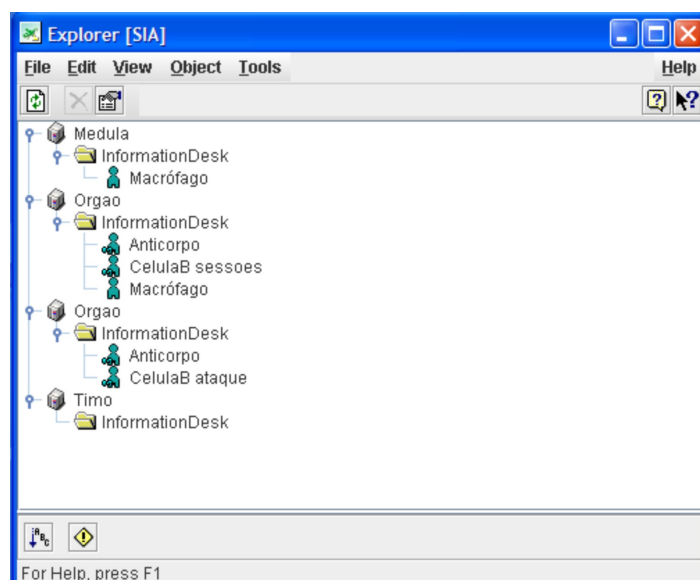 Explorer [SIA]
File Edit View Object Tools Help
Medula
InformationDesk
Macrófago
Orgao
InformationDesk
Anticorpo
CelulaB sessoes
Macrófago
Orgao
InformationDesk
Anticorpo
CelulaB ataque
Timo
InformationDesk
For Help, press F1